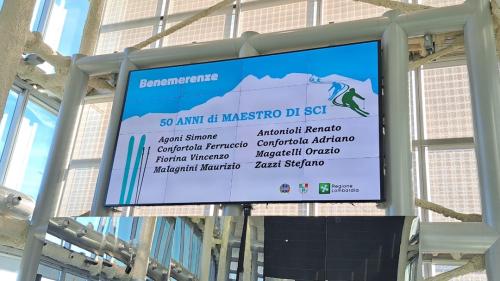 Benemerenze
50 ANNI di MAESTRO DI SCI
Agoni Simone
Confortola Ferruccio
Fiorina Vincenzo
Malagnini Maurizio
Antonioli Renato
Confortola Adriano
Magatelli Orazio
Zazzi Stefano
Regione
Lombardia